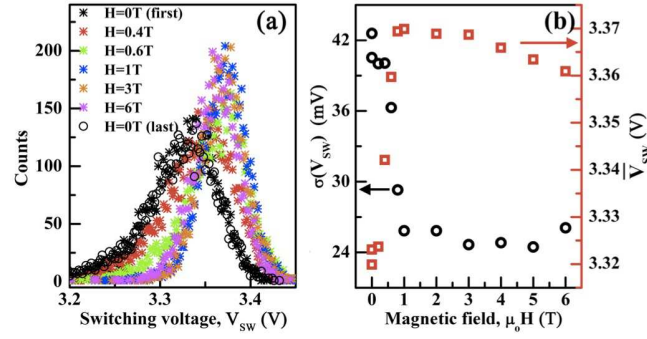 (a)
H=0T (first)
H=0.4T
H=0.6T
H=1T
H=3T
H=6T
H=0T (last)
200
150
100
50
0
Counts
3.2 3.3 3.4
Switching voltage, V_SW (V)
(b)
42
36
30
24
σ(V_SW) (mV)
3.37
3.36
3.35
3.34
3.33
3.32
V̅_SW (V)
0 1 2 3 4 5 6
Magnetic field, μ₀H (T)